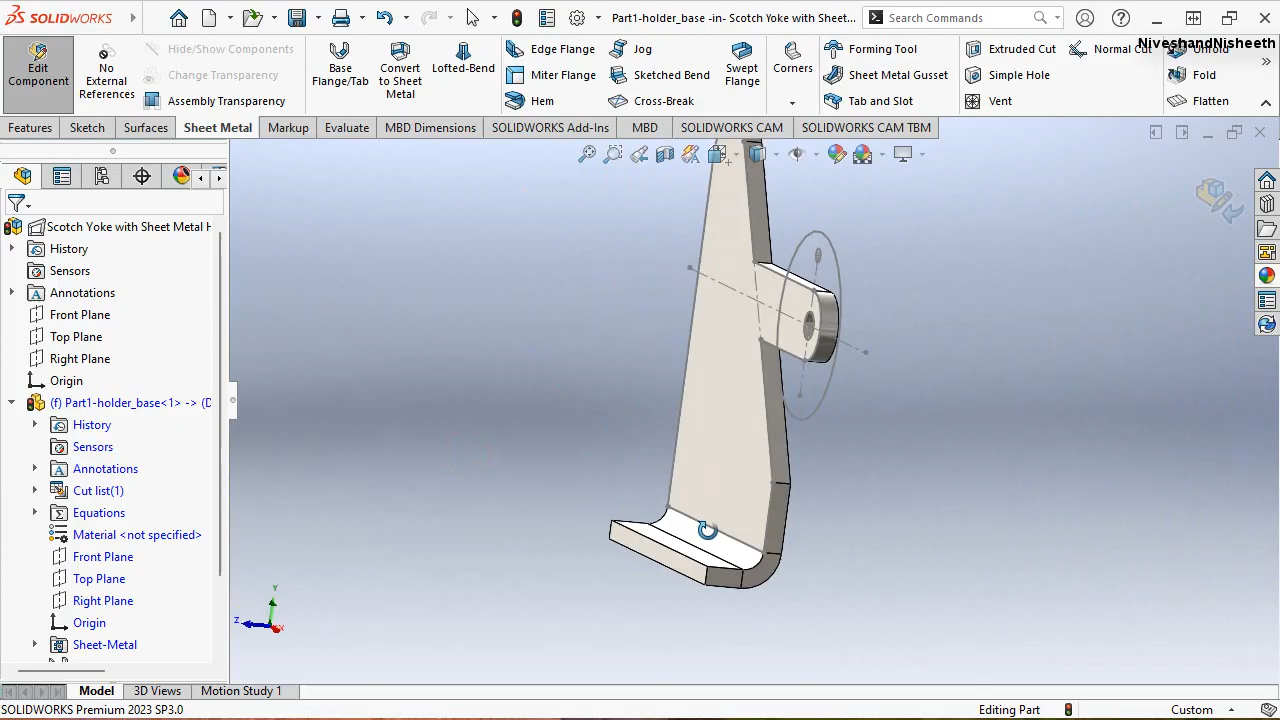 SOLIDWORKS
Part1-holder_base -in- Scotch Yoke with Sheet...
Search Commands
NiveshandNisheeth
Edit Component
No External References
Hide/Show Components
Change Transparency
Assembly Transparency
Base Flange/Tab
Convert to Sheet Metal
Lofted-Bend
Edge Flange
Miter Flange
Hem
Jog
Sketched Bend
Cross-Break
Swept Flange
Corners
Forming Tool
Sheet Metal Gusset
Tab and Slot
Extruded Cut
Simple Hole
Vent
Normal Cut
Unfold
Fold
Flatten
Features
Sketch
Surfaces
Sheet Metal
Markup
Evaluate
MBD Dimensions
SOLIDWORKS Add-Ins
MBD
SOLIDWORKS CAM
SOLIDWORKS CAM TBM
Scotch Yoke with Sheet Metal H
History
Sensors
Annotations
Front Plane
Top Plane
Right Plane
Origin
(f) Part1-holder_base<1> -> (D
History
Sensors
Annotations
Cut list(1)
Equations
Material <not specified>
Front Plane
Top Plane
Right Plane
Origin
Sheet-Metal
Y
Z
X
Model
3D Views
Motion Study 1
SOLIDWORKS Premium 2023 SP3.0
Editing Part
Custom